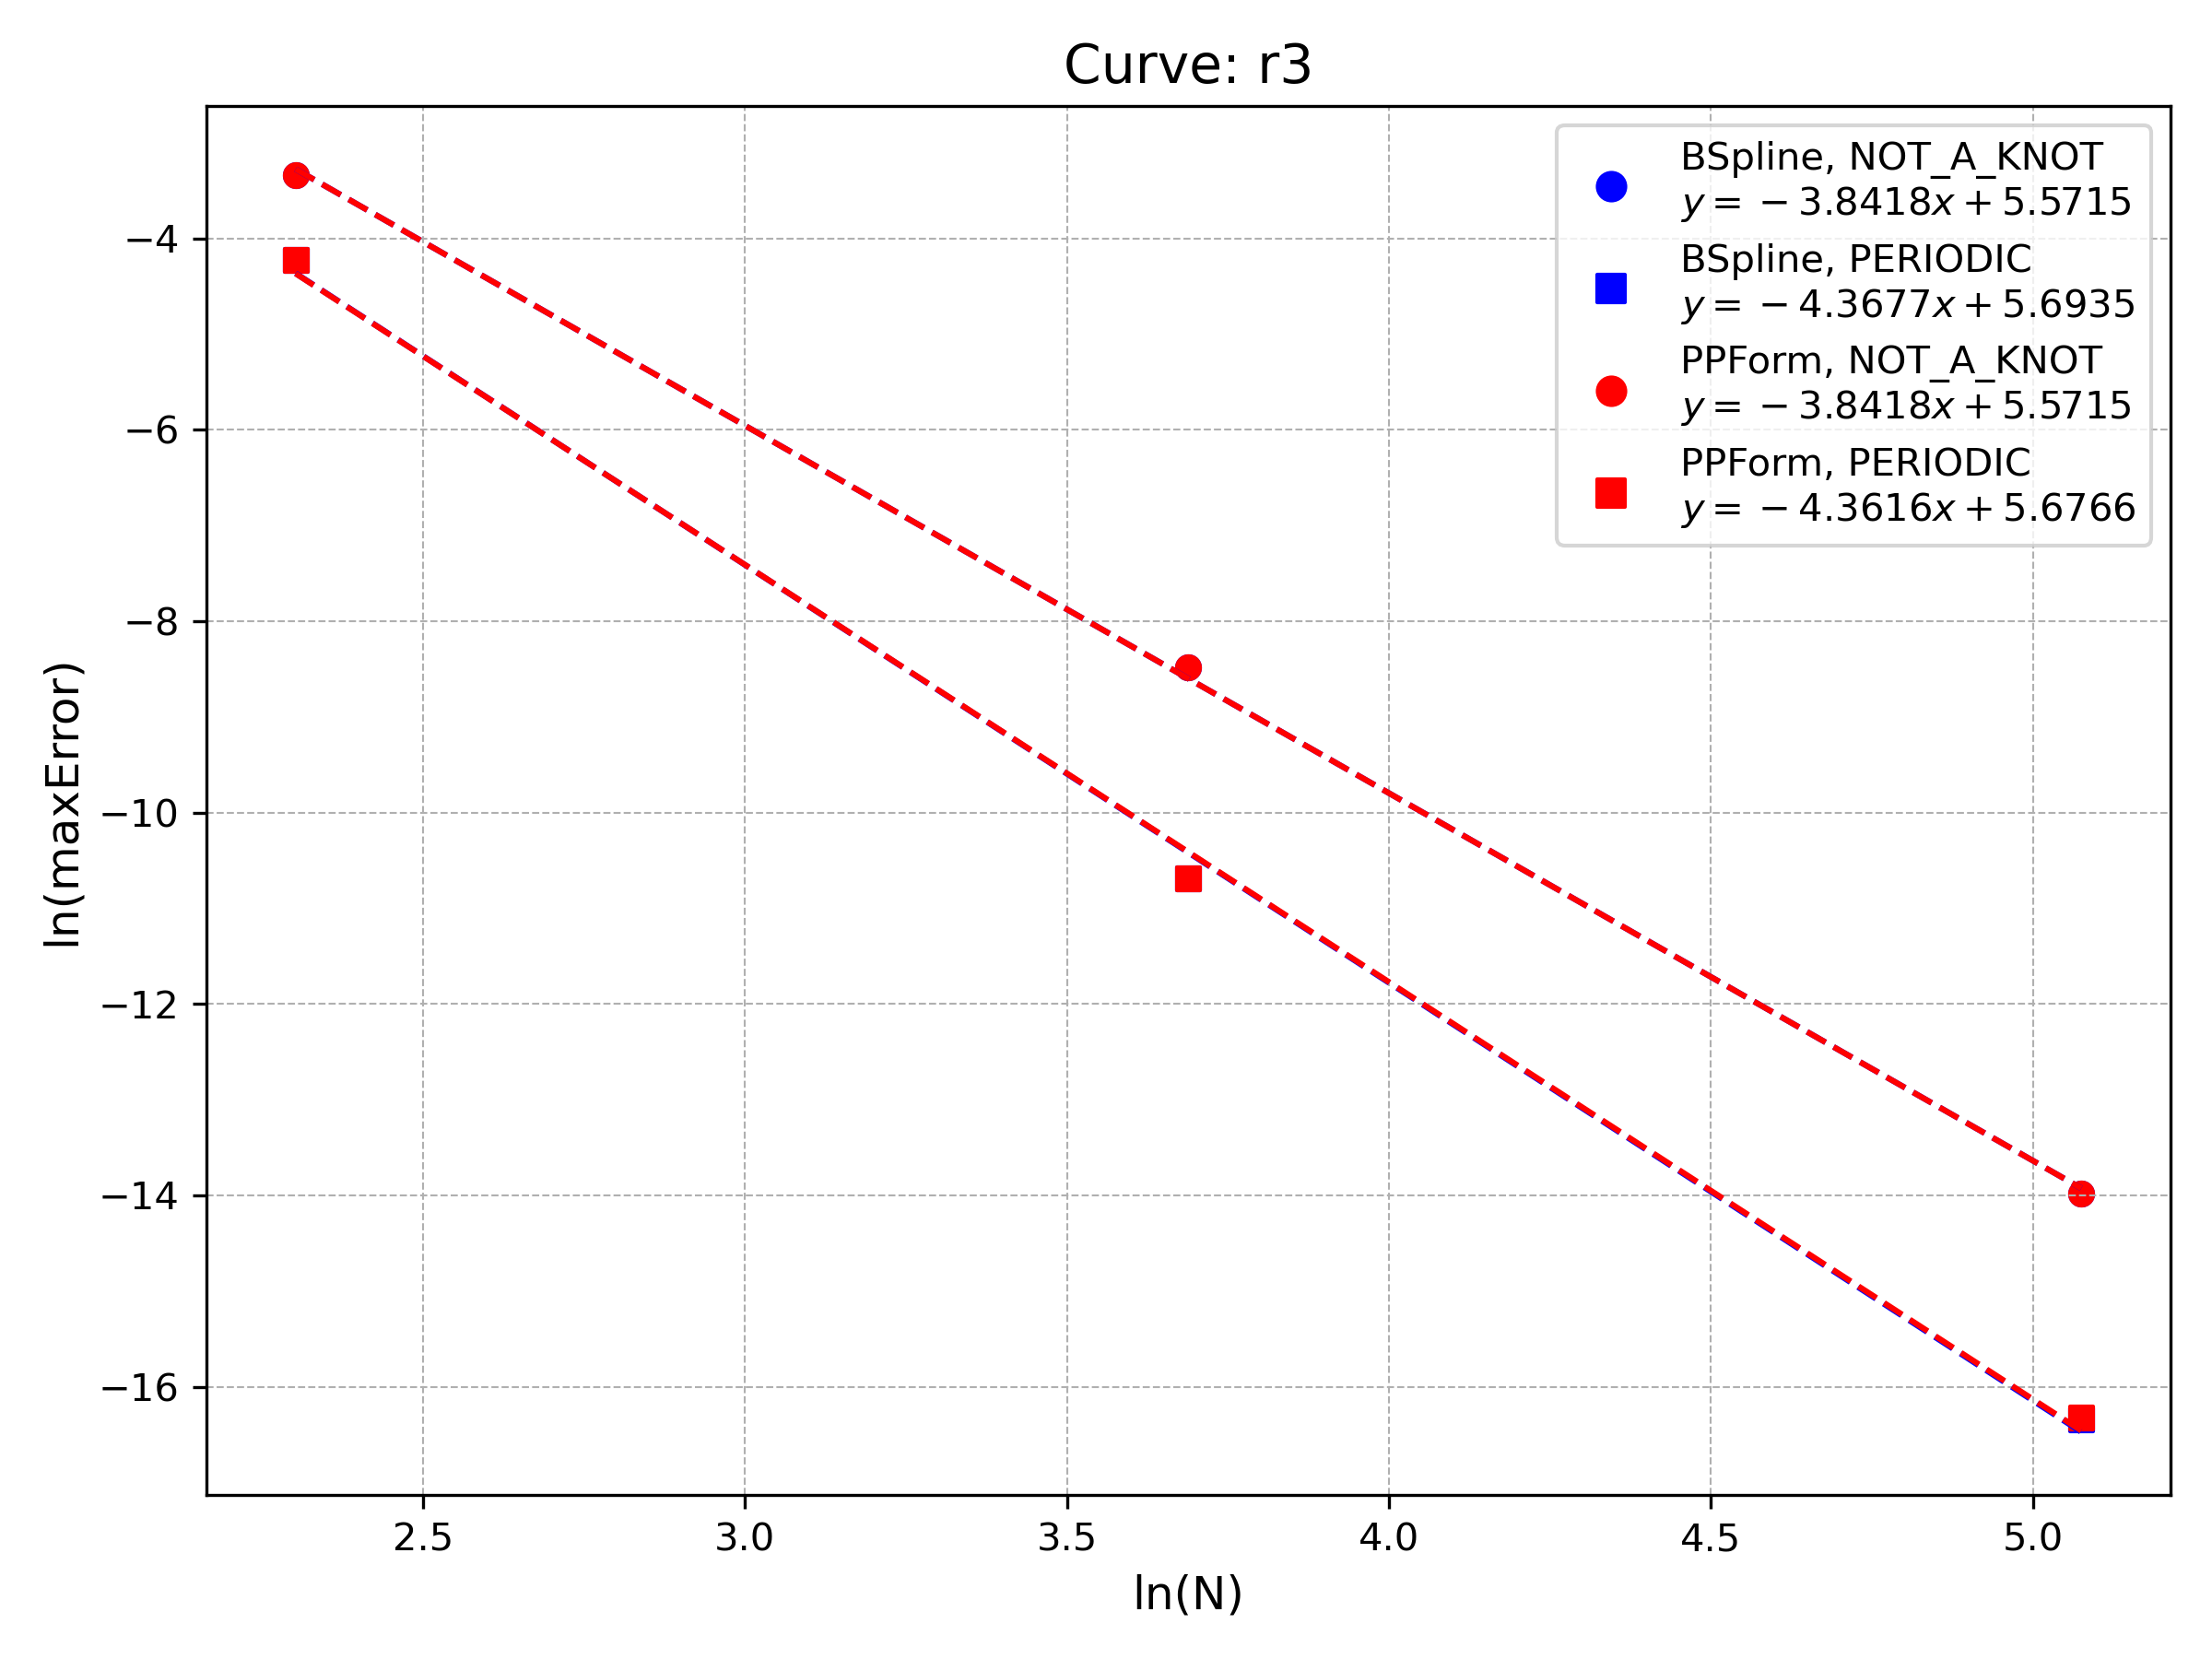 Curve: r3
BSpline, NOT_A_KNOT
y = −3.8418x + 5.5715
BSpline, PERIODIC
y = −4.3677x + 5.6935
PPForm, NOT_A_KNOT
y = −3.8418x + 5.5715
PPForm, PERIODIC
y = −4.3616x + 5.6766
ln(maxError)
−4
−6
−8
−10
−12
−14
−16
2.5 3.0 3.5 4.0 4.5 5.0
ln(N)